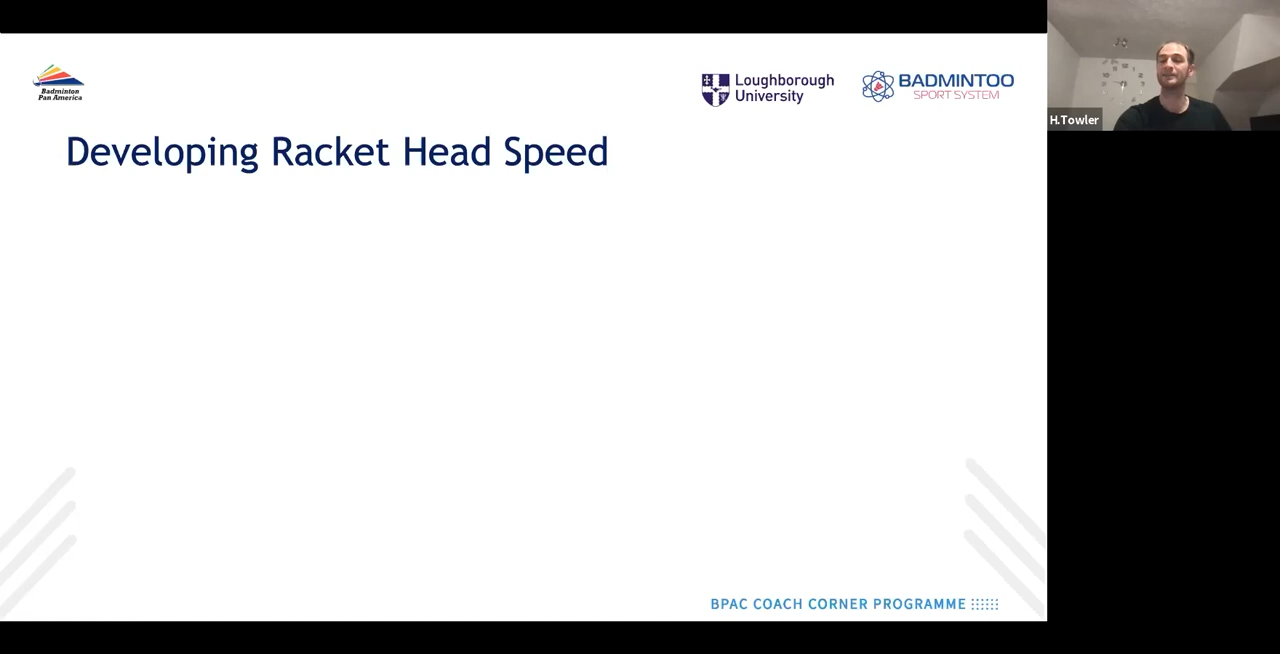 Badminton
Pan America
Loughborough
University
BADMINTOO
SPORT SYSTEM
H.Towler
Developing Racket Head Speed
BPAC COACH CORNER PROGRAMME